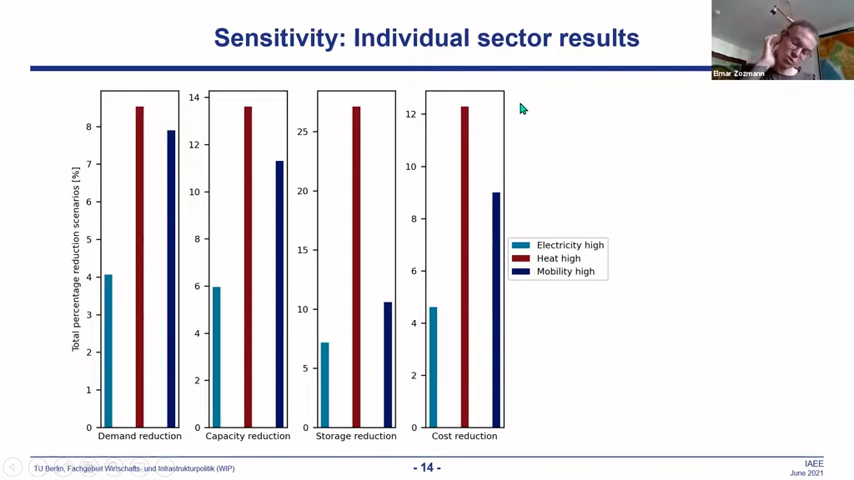 Sensitivity: Individual sector results
Elmar Zozmann
Total percentage reduction scenarios [%]
8
7
6
5
4
3
2
1
0
Demand reduction
14
12
10
8
6
4
2
0
Capacity reduction
25
20
15
10
5
0
Storage reduction
12
10
8
6
4
2
0
Cost reduction
Electricity high
Heat high
Mobility high
TU Berlin, Fachgebiet Wirtschafts- und Infrastrukturpolitik (WIP)
- 14 -
IAEE
June 2021